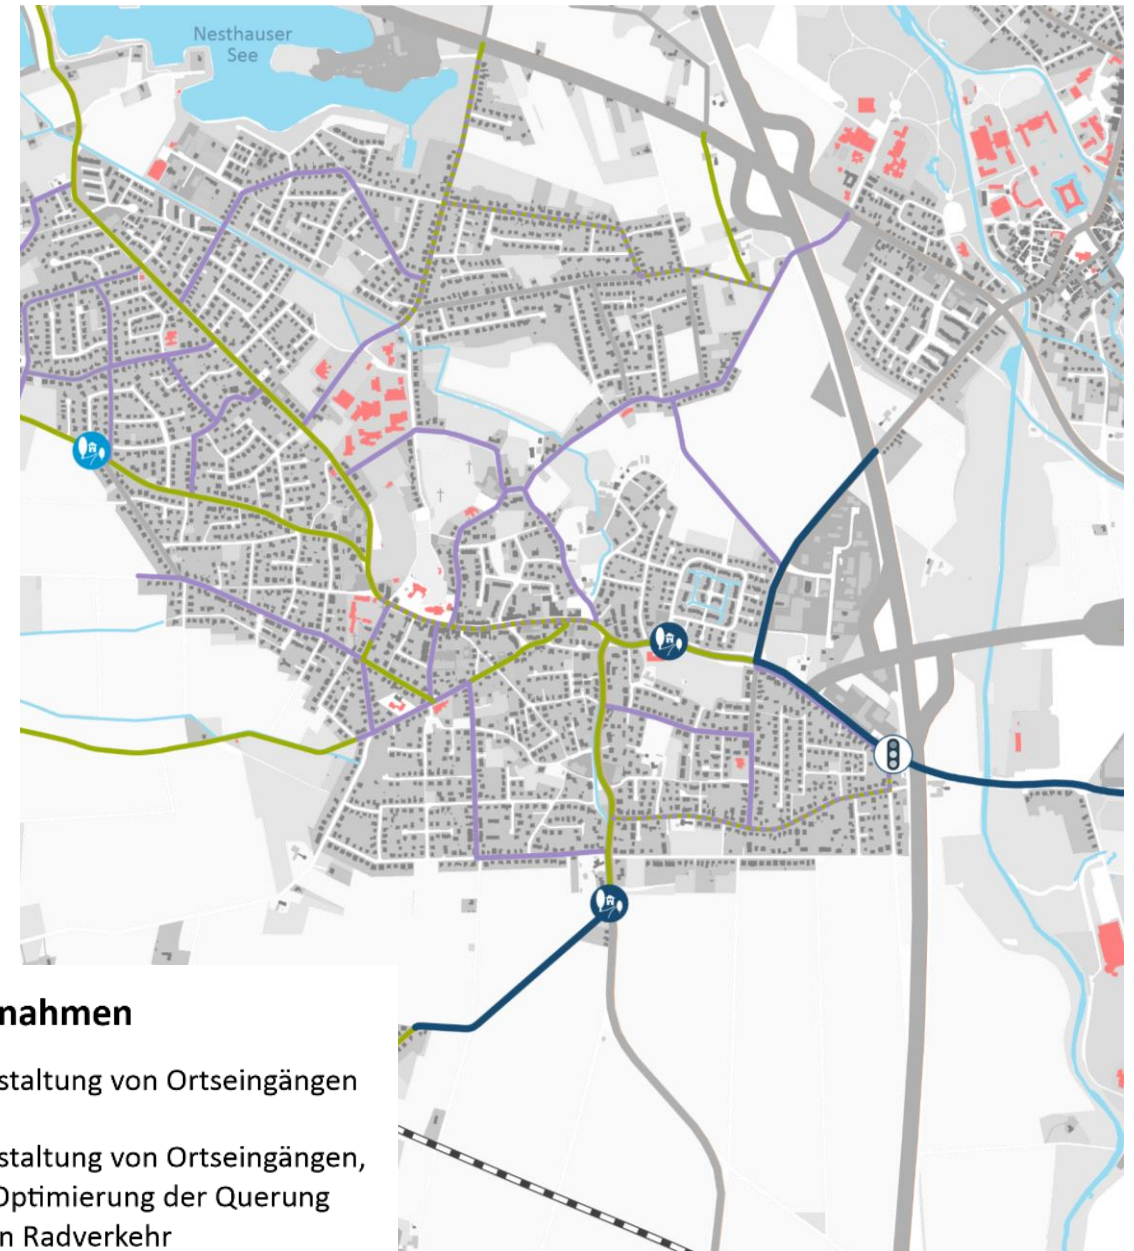 Nesthauser
See
nahmen
staltung von Ortseingängen
staltung von Ortseingängen,
Optimierung der Querung
n Radverkehr